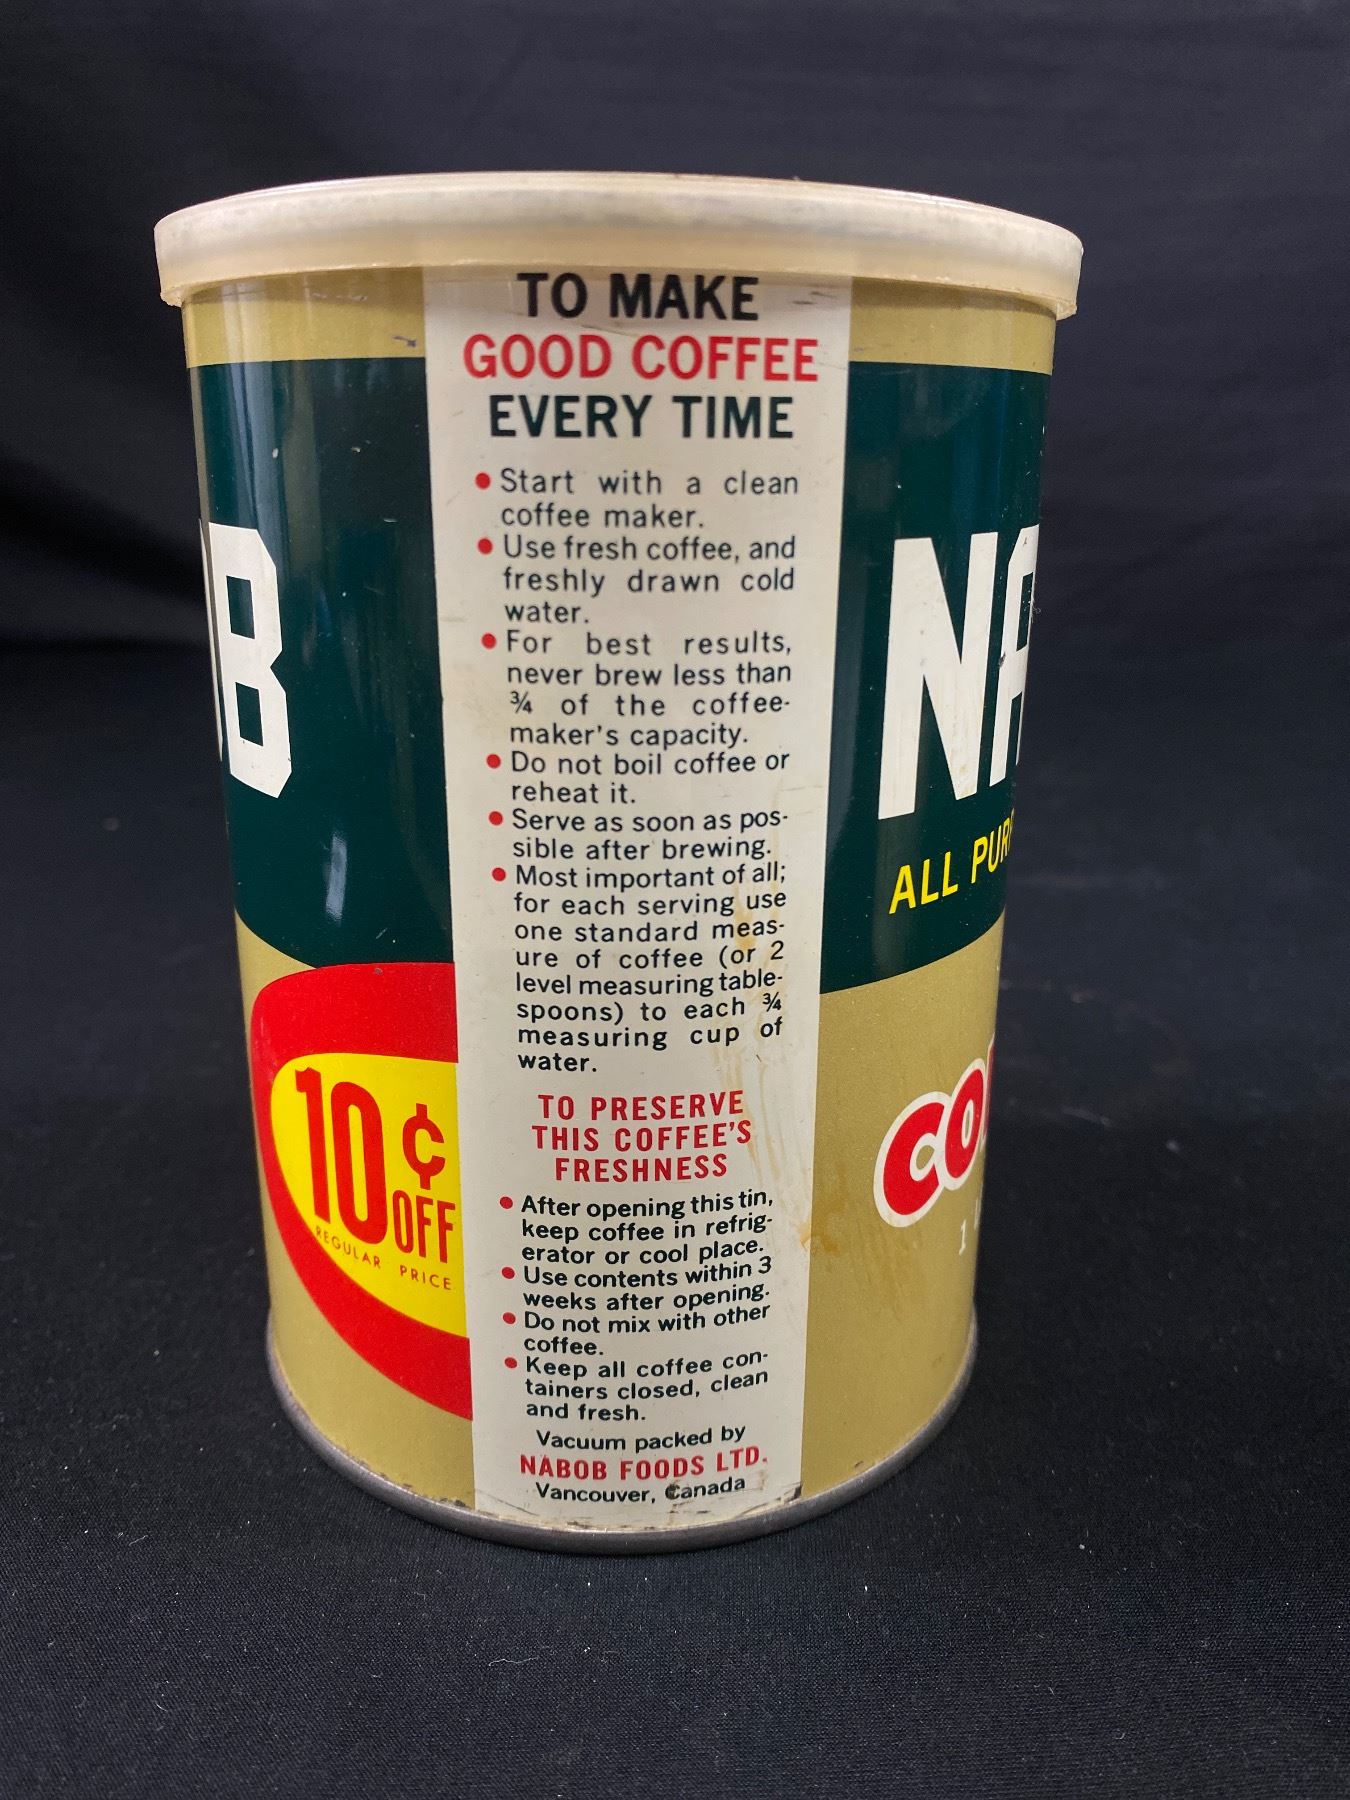 TO MAKE
GOOD COFFEE
EVERY TIME
• Start with a clean
coffee maker.
• Use fresh coffee, and
freshly drawn cold
water.
• For best results,
never brew less than
¾ of the coffee-
maker's capacity.
• Do not boil coffee or
reheat it.
• Serve as soon as pos-
sible after brewing.
• Most important of all;
for each serving use
one standard meas-
ure of coffee (or 2
level measuring table-
spoons) to each ¾
measuring cup of
water.
TO PRESERVE
THIS COFFEE'S
FRESHNESS
• After opening this tin,
keep coffee in refrig-
erator or cool place.
• Use contents within 3
weeks after opening.
• Do not mix with other
coffee.
• Keep all coffee con-
tainers closed, clean
and fresh.
Vacuum packed by
NABOB FOODS LTD.
Vancouver, Canada
OB
10¢
OFF
REGULAR PRICE
NA
ALL PUR
CO
1